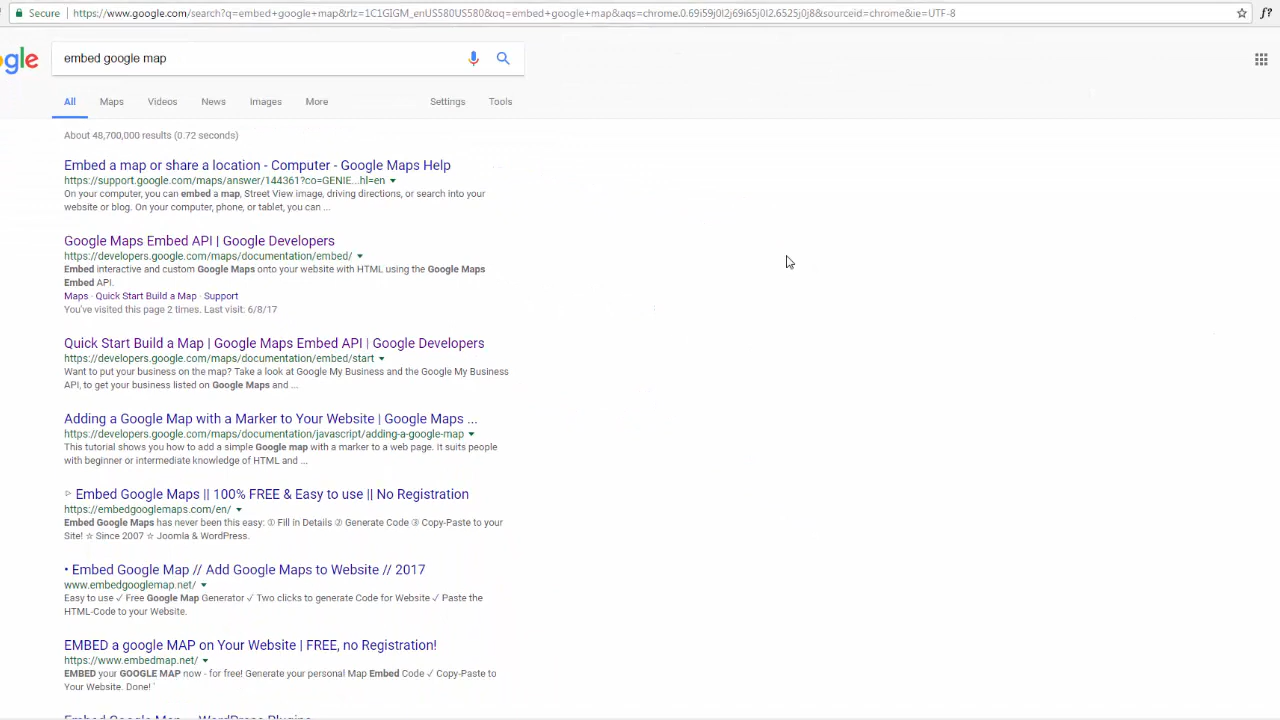 Secure https://www.google.com/search?q=embed+google+map&rlz=1C1GIGM_enUS580US580&oq=embed+google+map&aqs=chrome.0.69i59j0l2j69i65j0l2.6525j0j8&sourceid=chrome&ie=UTF-8 f?
ogle embed google map
All Maps Videos News Images More Settings Tools
About 48,700,000 results (0.72 seconds)
Embed a map or share a location - Computer - Google Maps Help
https://support.google.com/maps/answer/144361?co=GENIE...hl=en
On your computer, you can embed a map, Street View image, driving directions, or search into your
website or blog. On your computer, phone, or tablet, you can ...
Google Maps Embed API | Google Developers
https://developers.google.com/maps/documentation/embed/
Embed interactive and custom Google Maps onto your website with HTML using the Google Maps
Embed API.
Maps · Quick Start Build a Map · Support
You've visited this page 2 times. Last visit: 6/8/17
Quick Start Build a Map | Google Maps Embed API | Google Developers
https://developers.google.com/maps/documentation/embed/start
Want to put your business on the map? Take a look at Google My Business and the Google My Business
API, to get your business listed on Google Maps and ...
Adding a Google Map with a Marker to Your Website | Google Maps ...
https://developers.google.com/maps/documentation/javascript/adding-a-google-map
This tutorial shows you how to add a simple Google map with a marker to a web page. It suits people
with beginner or intermediate knowledge of HTML and ...
▷ Embed Google Maps || 100% FREE & Easy to use || No Registration
https://embedgooglemaps.com/en/
Embed Google Maps has never been this easy: ① Fill in Details ② Generate Code ③ Copy-Paste to your
Site! ☆ Since 2007 ☆ Joomla & WordPress.
• Embed Google Map // Add Google Maps to Website // 2017
www.embedgooglemap.net/
Easy to use √ Free Google Map Generator √ Two clicks to generate Code for Website √ Paste the
HTML-Code to your Website.
EMBED a google MAP on Your Website | FREE, no Registration!
https://www.embedmap.net/
EMBED your GOOGLE MAP now - for free! Generate your personal Map Embed Code √ Copy-Paste to
Your Website. Done! '
Embed Google Map — WordPress Plugins